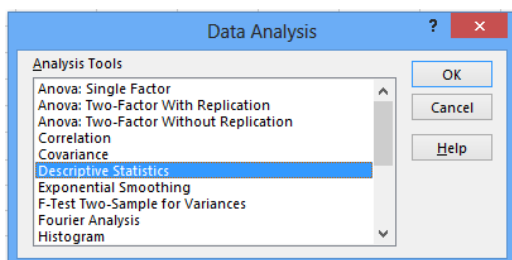 Data Analysis
?
×
Analysis Tools
Anova: Single Factor
Anova: Two-Factor With Replication
Anova: Two-Factor Without Replication
Correlation
Covariance
Descriptive Statistics
Exponential Smoothing
F-Test Two-Sample for Variances
Fourier Analysis
Histogram
OK
Cancel
Help